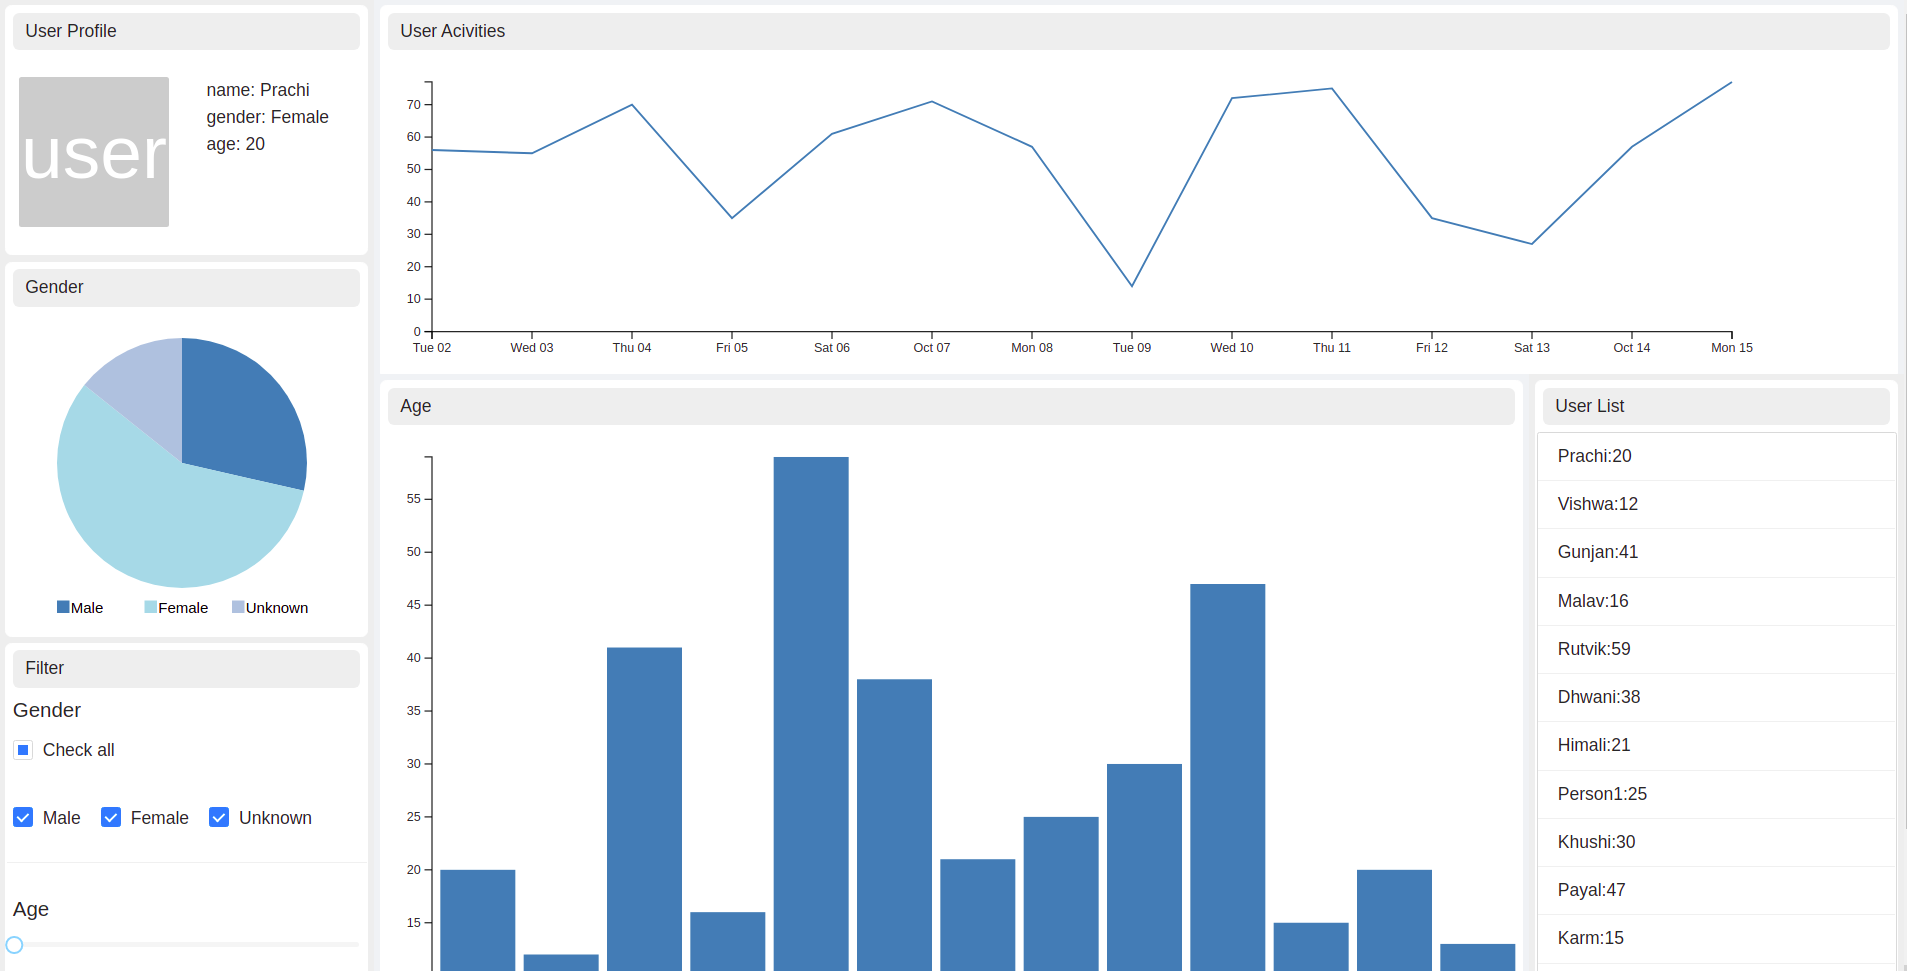 User Profile
user
name: Prachi
gender: Female
age: 20
Gender
Male Female Unknown
Filter
Gender
Check all
Male Female Unknown
Age
User Acivities
70
60
50
40
30
20
10
0
Tue 02 Wed 03 Thu 04 Fri 05 Sat 06 Oct 07 Mon 08 Tue 09 Wed 10 Thu 11 Fri 12 Sat 13 Oct 14 Mon 15
Age
55
50
45
40
35
30
25
20
15
User List
Prachi:20
Vishwa:12
Gunjan:41
Malav:16
Rutvik:59
Dhwani:38
Himali:21
Person1:25
Khushi:30
Payal:47
Karm:15